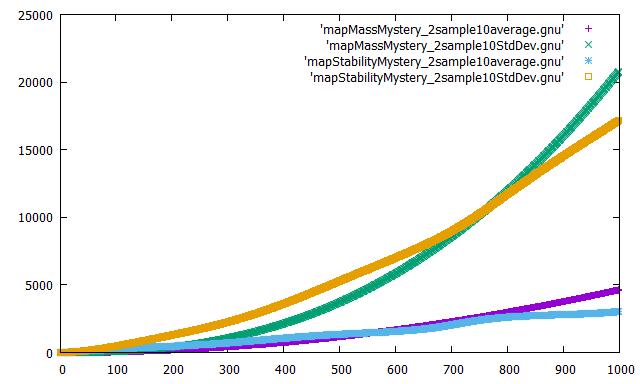 25000
'mapMassMystery_2sample10average.gnu'
'mapMassMystery_2sample10StdDev.gnu'
'mapStabilityMystery_2sample10average.gnu'
'mapStabilityMystery_2sample10StdDev.gnu'
20000
15000
10000
5000
0
0 100 200 300 400 500 600 700 800 900 1000